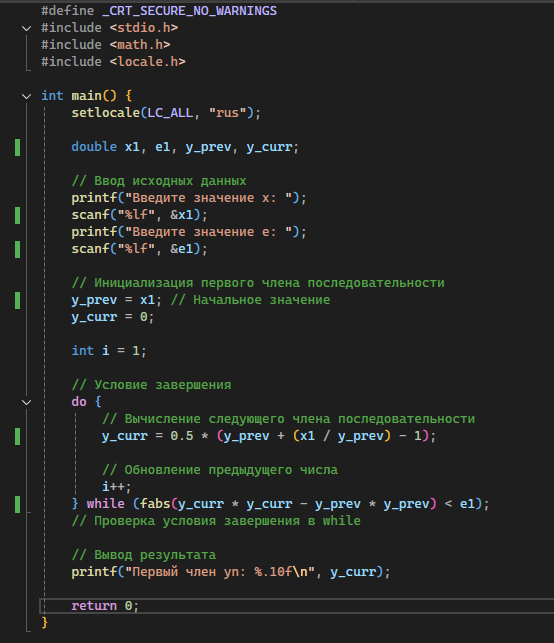 #define _CRT_SECURE_NO_WARNINGS
#include <stdio.h>
#include <math.h>
#include <locale.h>
int main() {
setlocale(LC_ALL, "rus");
double x1, e1, y_prev, y_curr;
// Ввод исходных данных
printf("Введите значение x: ");
scanf("%lf", &x1);
printf("Введите значение e: ");
scanf("%lf", &e1);
// Инициализация первого члена последовательности
y_prev = x1; // Начальное значение
y_curr = 0;
int i = 1;
// Условие завершения
do {
// Вычисление следующего члена последовательности
y_curr = 0.5 * (y_prev + (x1 / y_prev) - 1);
// Обновление предыдущего числа
i++;
} while (fabs(y_curr * y_curr - y_prev * y_prev) < e1);
// Проверка условия завершения в while
// Вывод результата
printf("Первый член yn: %.10f\n", y_curr);
return 0;
}